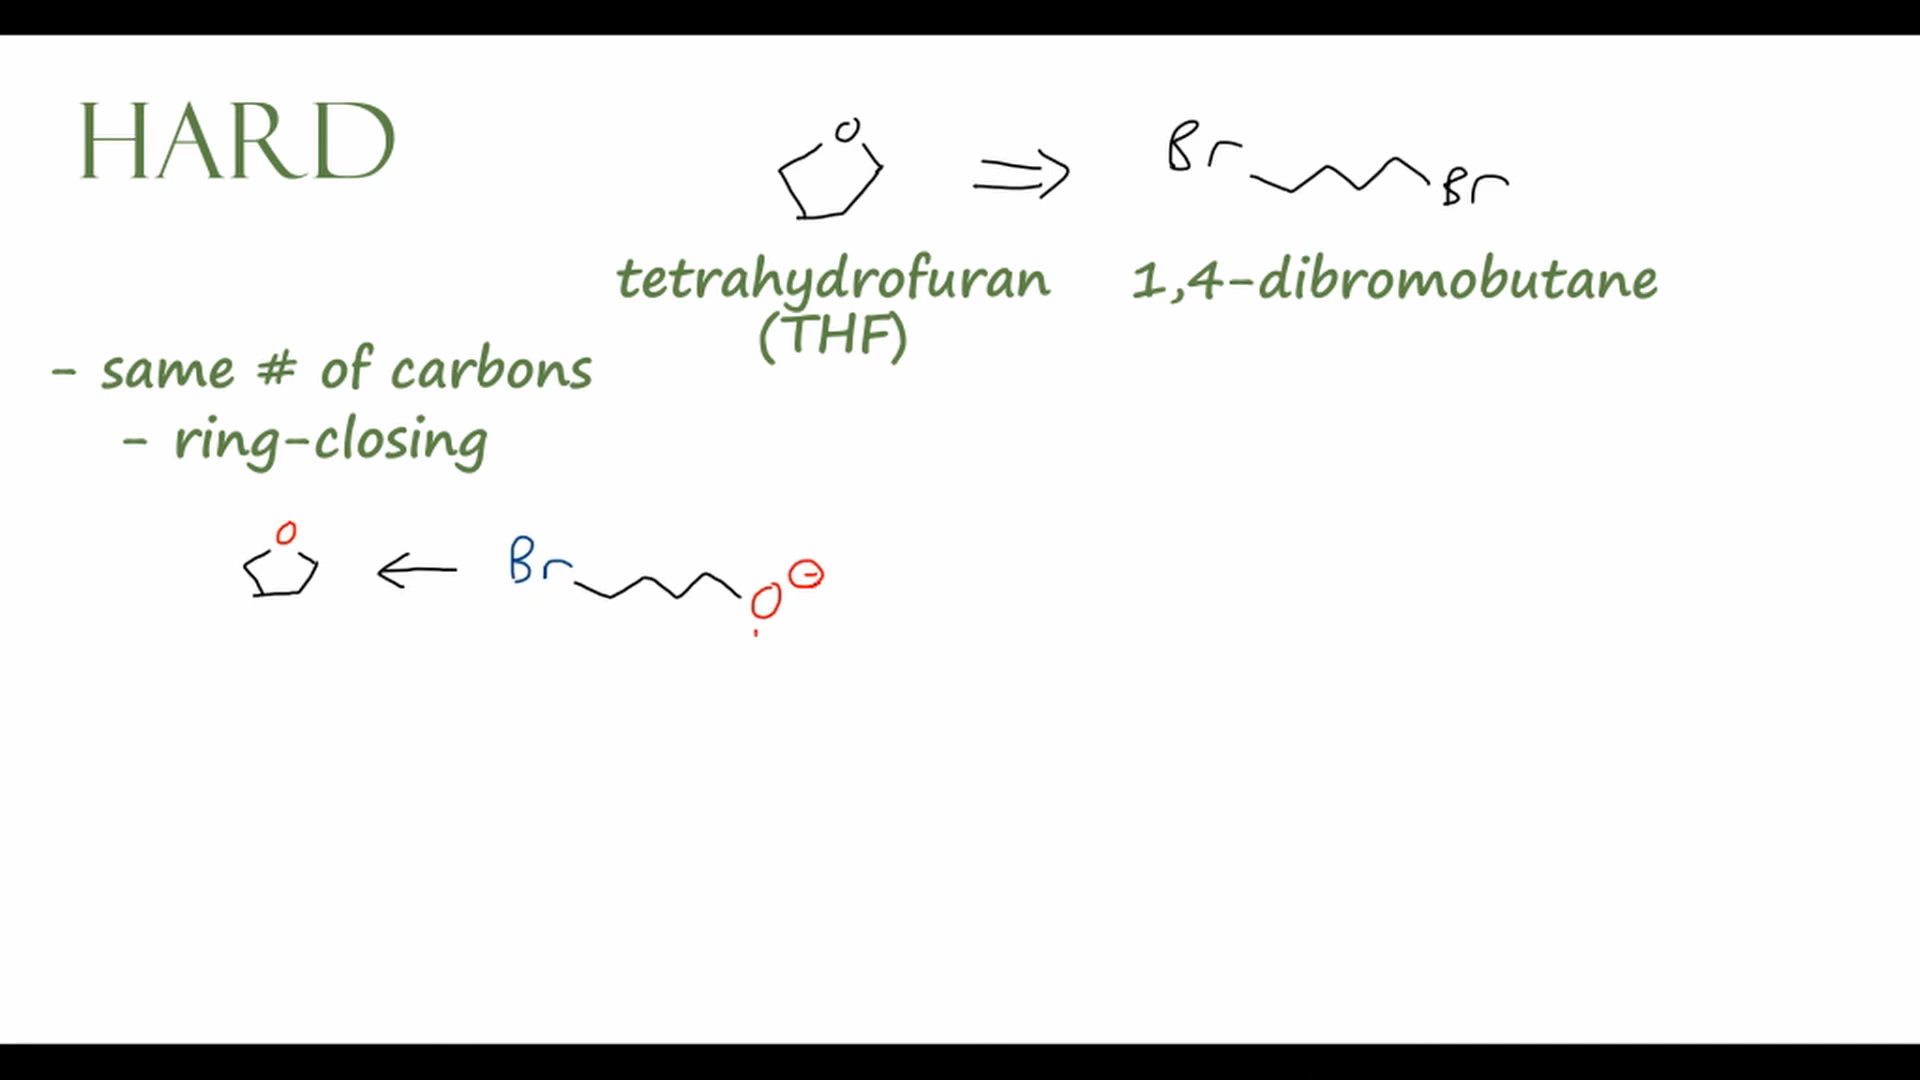 HARD
O
Br
Br
tetrahydrofuran
(THF)
1,4-dibromobutane
- same # of carbons
- ring-closing
O
Br
O⊖